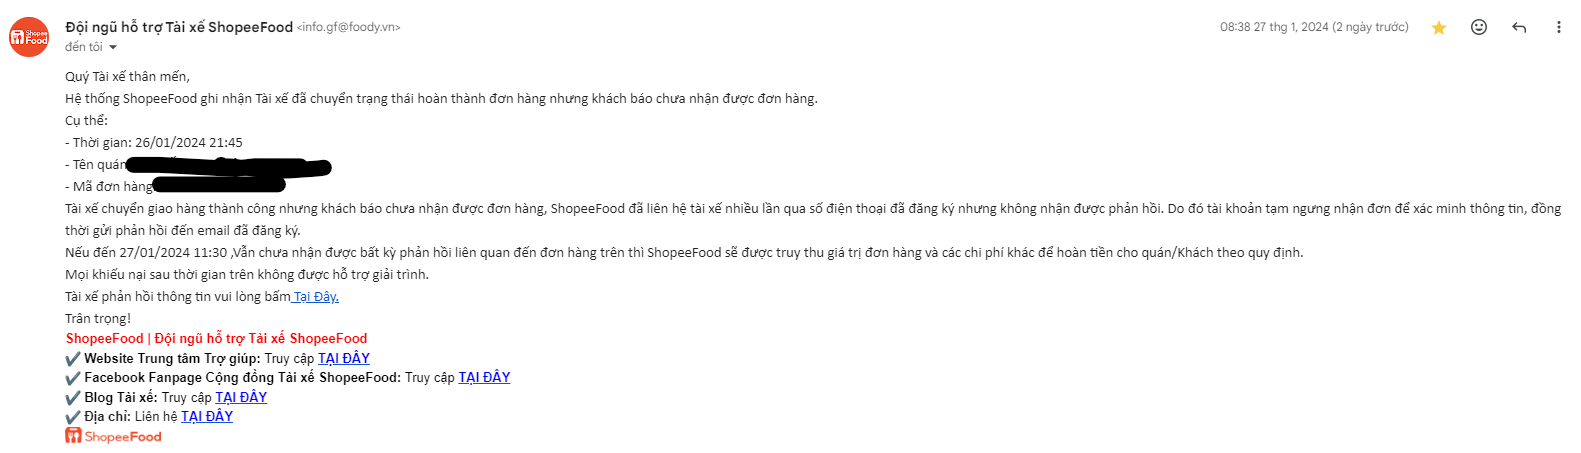 Shopee
Food
Đội ngũ hỗ trợ Tài xế ShopeeFood <info.gf@foody.vn>
08:38 27 thg 1, 2024 (2 ngày trước)
đến tôi
Quý Tài xế thân mến,
Hệ thống ShopeeFood ghi nhận Tài xế đã chuyển trạng thái hoàn thành đơn hàng nhưng khách báo chưa nhận được đơn hàng.
Cụ thể:
- Thời gian: 26/01/2024 21:45
- Tên quán
- Mã đơn hàng
Tài xế chuyển giao hàng thành công nhưng khách báo chưa nhận được đơn hàng, ShopeeFood đã liên hệ tài xế nhiều lần qua số điện thoại đã đăng ký nhưng không nhận được phản hồi. Do đó tài khoản tạm ngưng nhận đơn để xác minh thông tin, đồng
thời gửi phản hồi đến email đã đăng ký.
Nếu đến 27/01/2024 11:30 ,Vẫn chưa nhận được bất kỳ phản hồi liên quan đến đơn hàng trên thì ShopeeFood sẽ được truy thu giá trị đơn hàng và các chi phí khác để hoàn tiền cho quán/Khách theo quy định.
Mọi khiếu nại sau thời gian trên không được hỗ trợ giải trình.
Tài xế phản hồi thông tin vui lòng bấm Tại Đây.
Trân trọng!
ShopeeFood | Đội ngũ hỗ trợ Tải xế ShopeeFood
✔ Website Trung tâm Trợ giúp: Truy cập TẠI ĐÂY
✔ Facebook Fanpage Cộng đồng Tài xế ShopeeFood: Truy cập TẠI ĐÂY
✔ Blog Tài xế: Truy cập TẠI ĐÂY
✔ Địa chỉ: Liên hệ TẠI ĐÂY
ShopeeFood